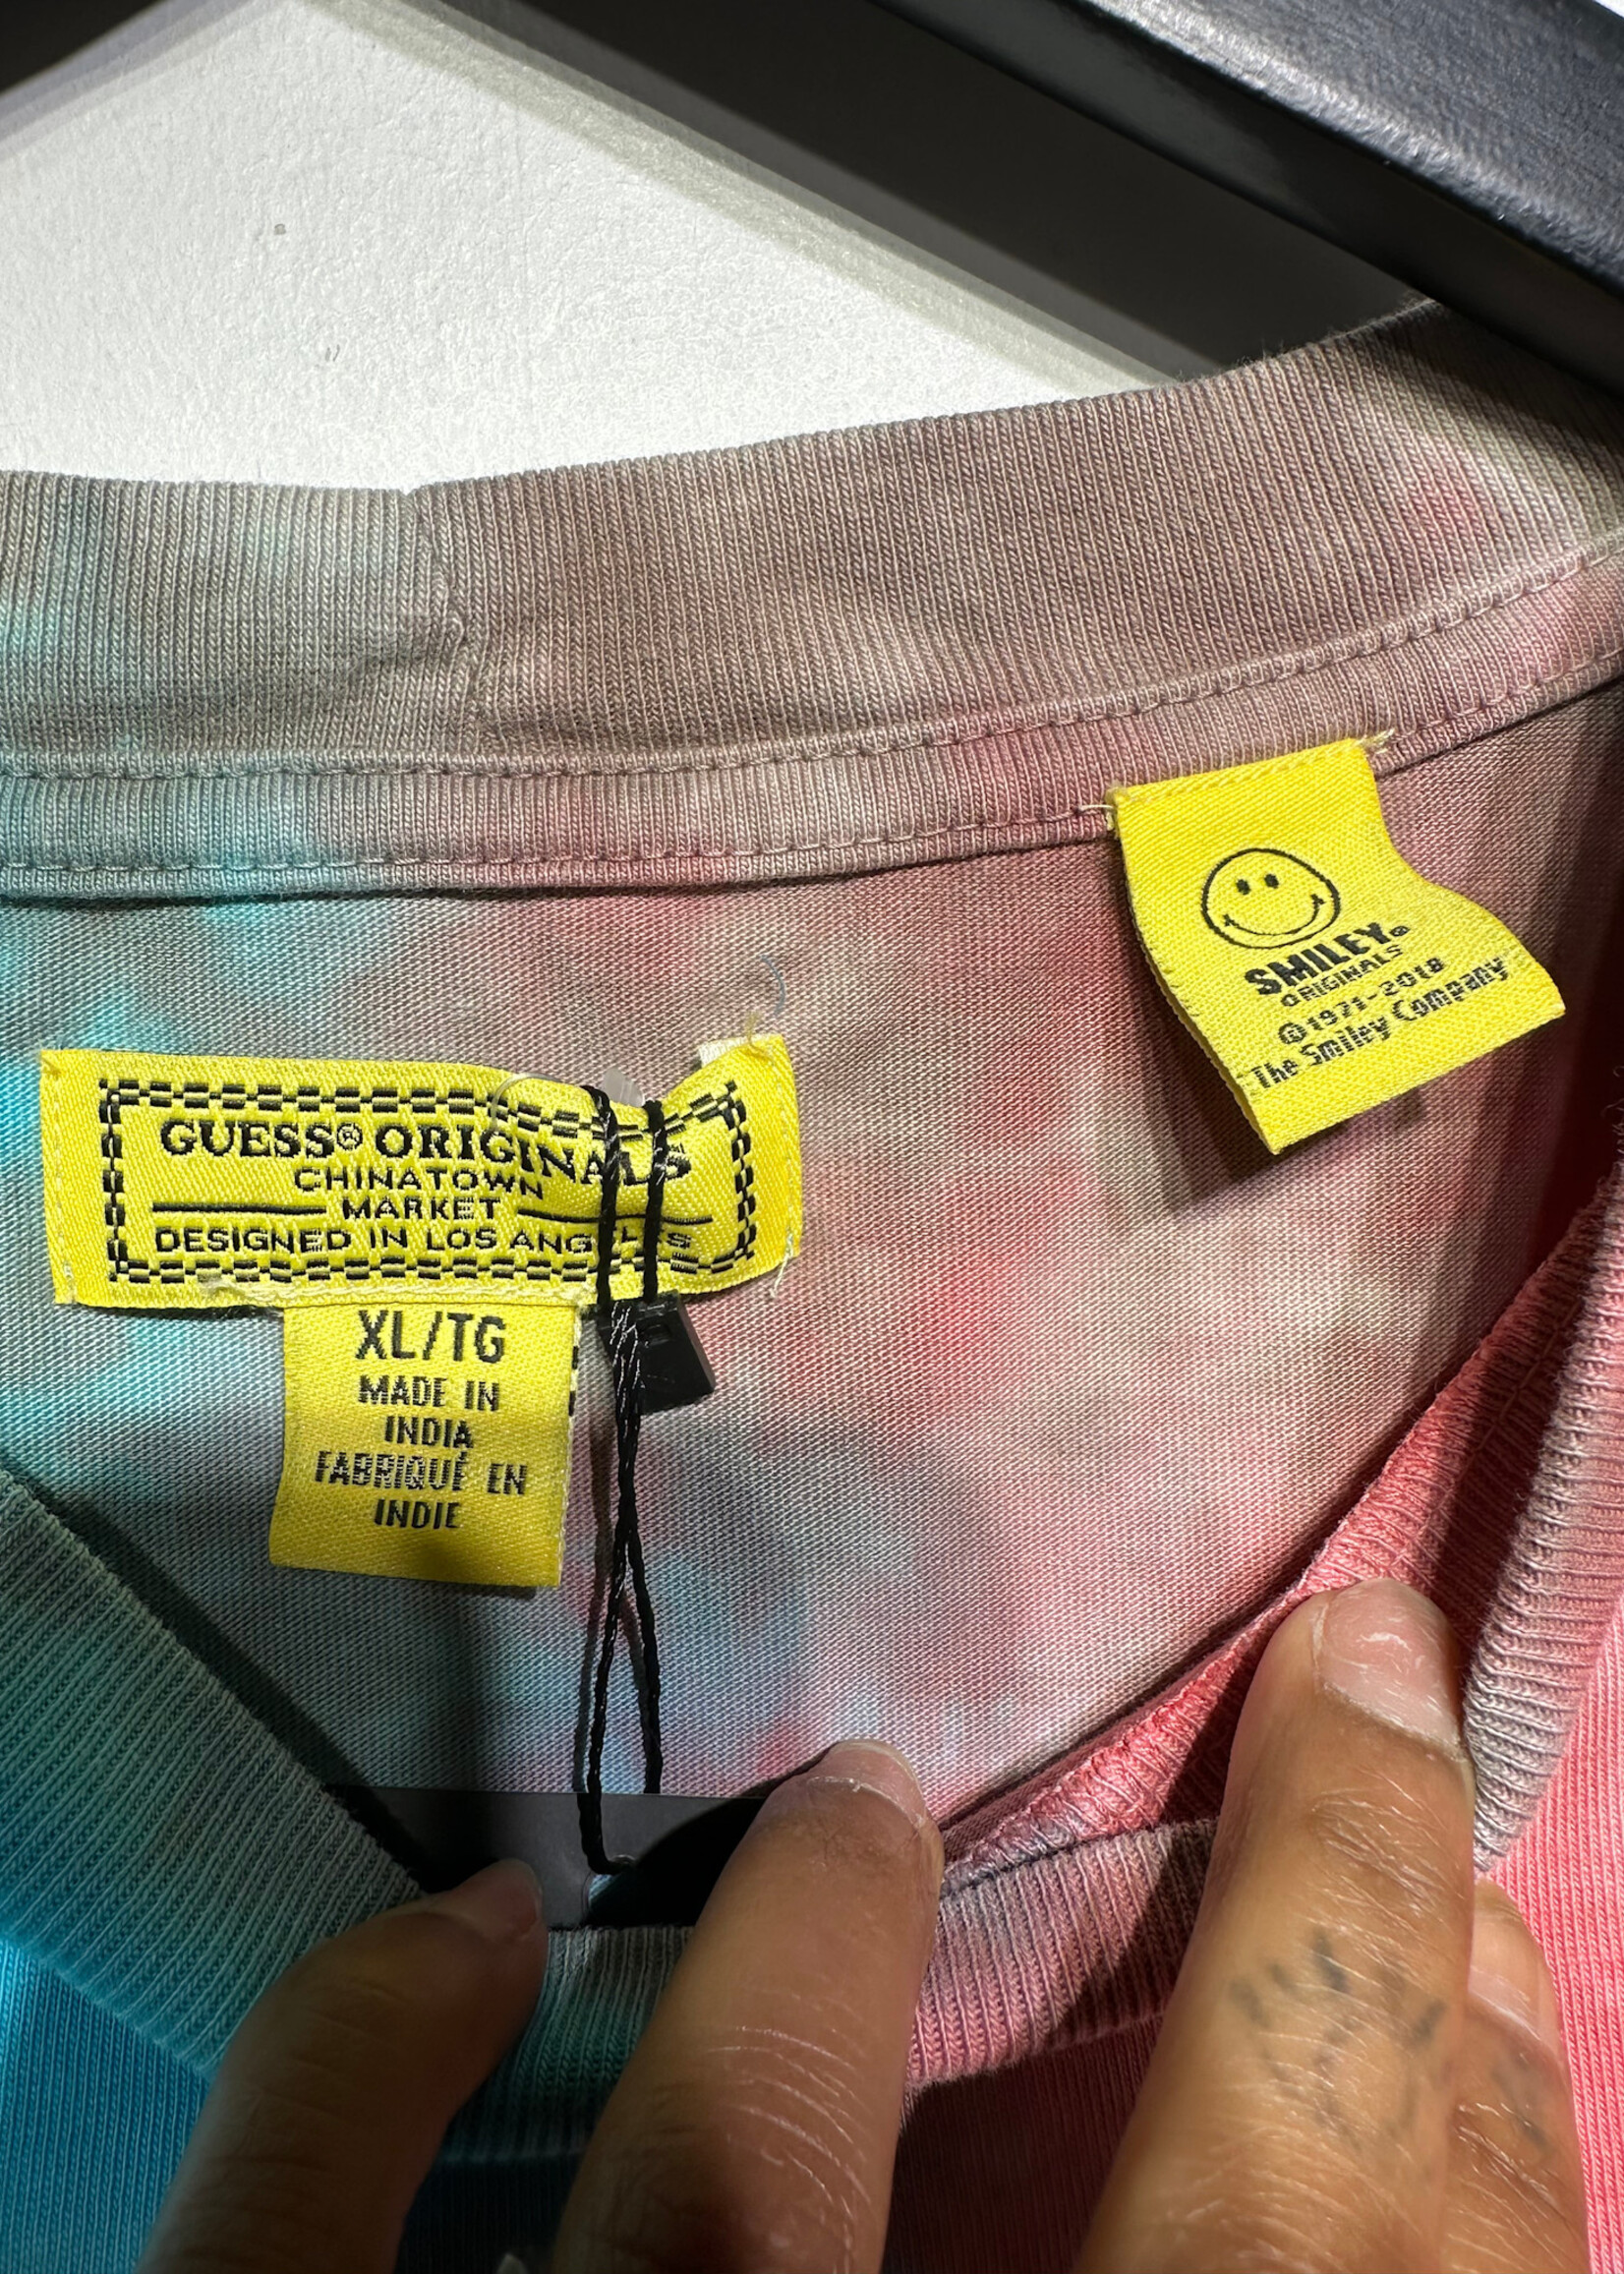 GUESS® ORIGINALS
CHINATOWN
MARKET
DESIGNED IN LOS ANGELES
XL/TG
MADE IN
INDIA
FABRIQUÉ EN
INDIE
SMILEY®
ORIGINALS
©1971-2018
The Smiley Company